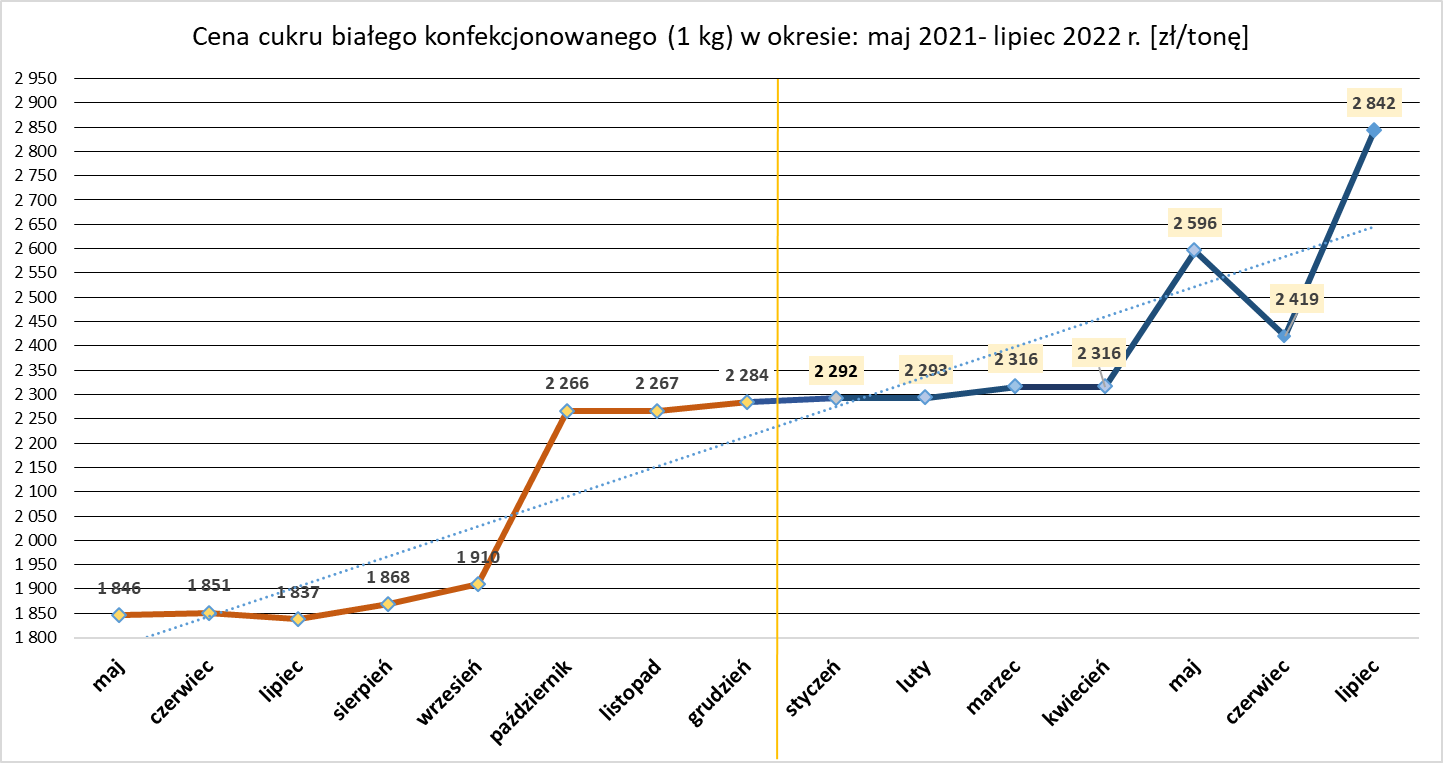 Cena cukru białego konfekcjonowanego (1 kg) w okresie: maj 2021- lipiec 2022 r. [zł/tonę]
2 950
2 900
2 850
2 800
2 750
2 700
2 650
2 600
2 550
2 500
2 450
2 400
2 350
2 300
2 250
2 200
2 150
2 100
2 050
2 000
1 950
1 900
1 850
1 800
1 846
1 851
1 837
1 868
1 910
2 266
2 267
2 284
2 292
2 293
2 316
2 316
2 596
2 419
2 842
maj
czerwiec
lipiec
sierpień
wrzesień
październik
listopad
grudzień
styczeń
luty
marzec
kwiecień
maj
czerwiec
lipiec